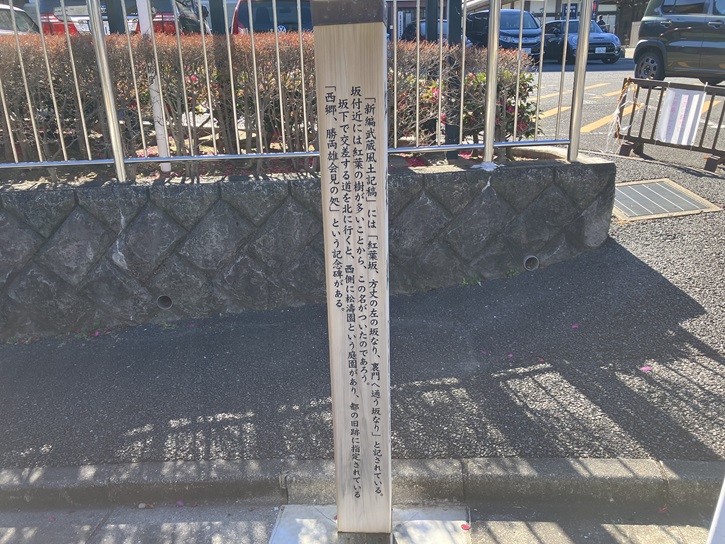 「新編武蔵風土記稿」には「紅葉坂、方丈の左の坂なり、裏門へ通う坂なり」と記されている。
坂付近には紅葉の樹が多いことから、この名がついたのであろう。
坂下で交差する道を北に行くと、西側に松濤園という庭園があり、都の旧跡に指定されている
「西郷、勝両雄会見の処」という記念碑がある。